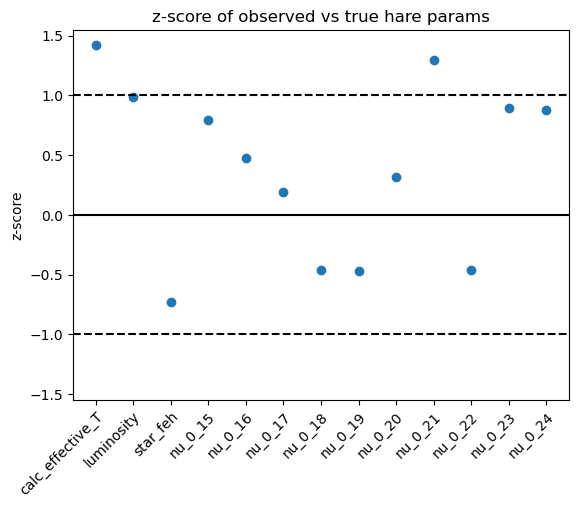 z-score of observed vs true hare params
z-score
1.5
1.0
0.5
0.0
−0.5
−1.0
−1.5
calc_effective_T
luminosity
star_feh
nu_0_15
nu_0_16
nu_0_17
nu_0_18
nu_0_19
nu_0_20
nu_0_21
nu_0_22
nu_0_23
nu_0_24